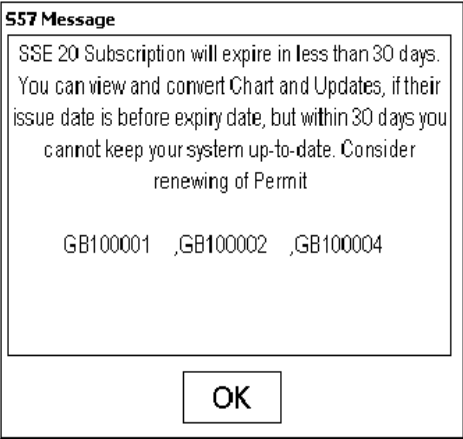 S57 Message
SSE 20 Subscription will expire in less than 30 days.
You can view and convert Chart and Updates, if their
issue date is before expiry date, but within 30 days you
cannot keep your system up-to-date. Consider
renewing of Permit
GB100001 ,GB100002 ,GB100004
OK